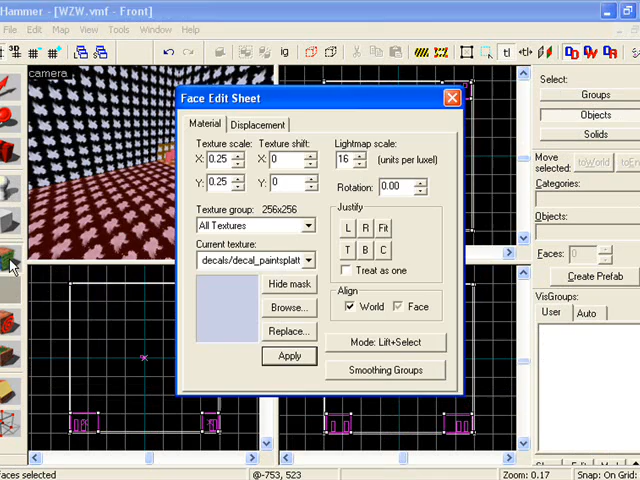 Hammer - [WZW.vmf - Front]
File Edit Map View Tools Window Help
3D ig tl
camera
Face Edit Sheet
Material Displacement
Texture scale: Texture shift: Lightmap scale:
X: 0.25 X: 0 16 (units per luxel)
Y: 0.25 Y: 0 Rotation: 0.00
Texture group: 256x256
All Textures
Current texture:
decals/decal_paintsplatt
Hide mask
Browse...
Replace...
Apply
Justify
L R Fit
T B C
Treat as one
Align
World Face
Mode: Lift+Select
Smoothing Groups
Select:
Groups
Objects
Solids
Move selected: toWorld toEn
Categories:
Objects:
Faces: 0
Create Prefab
VisGroups:
User Auto
faces selected @-753, 523 Zoom: 0.17 Snap: On Grid: